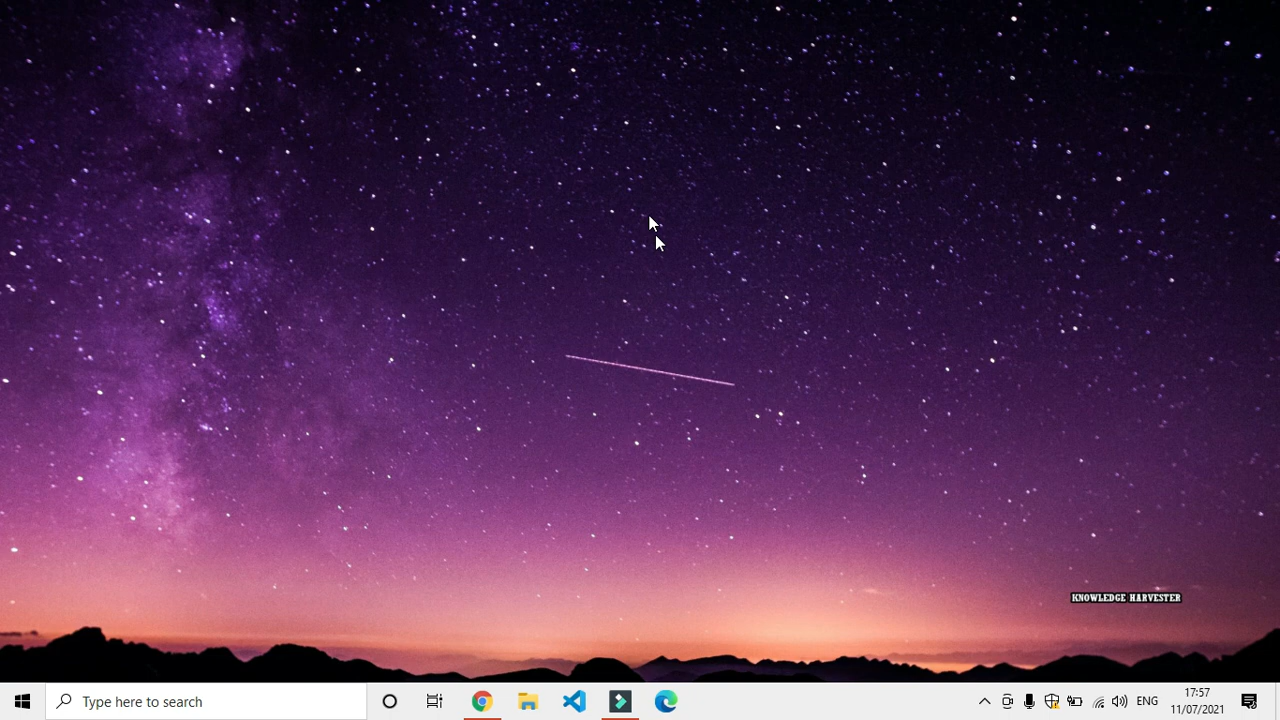 KNOWLEDGE HARVESTER
Type here to search
ENG
17:57
11/07/2021